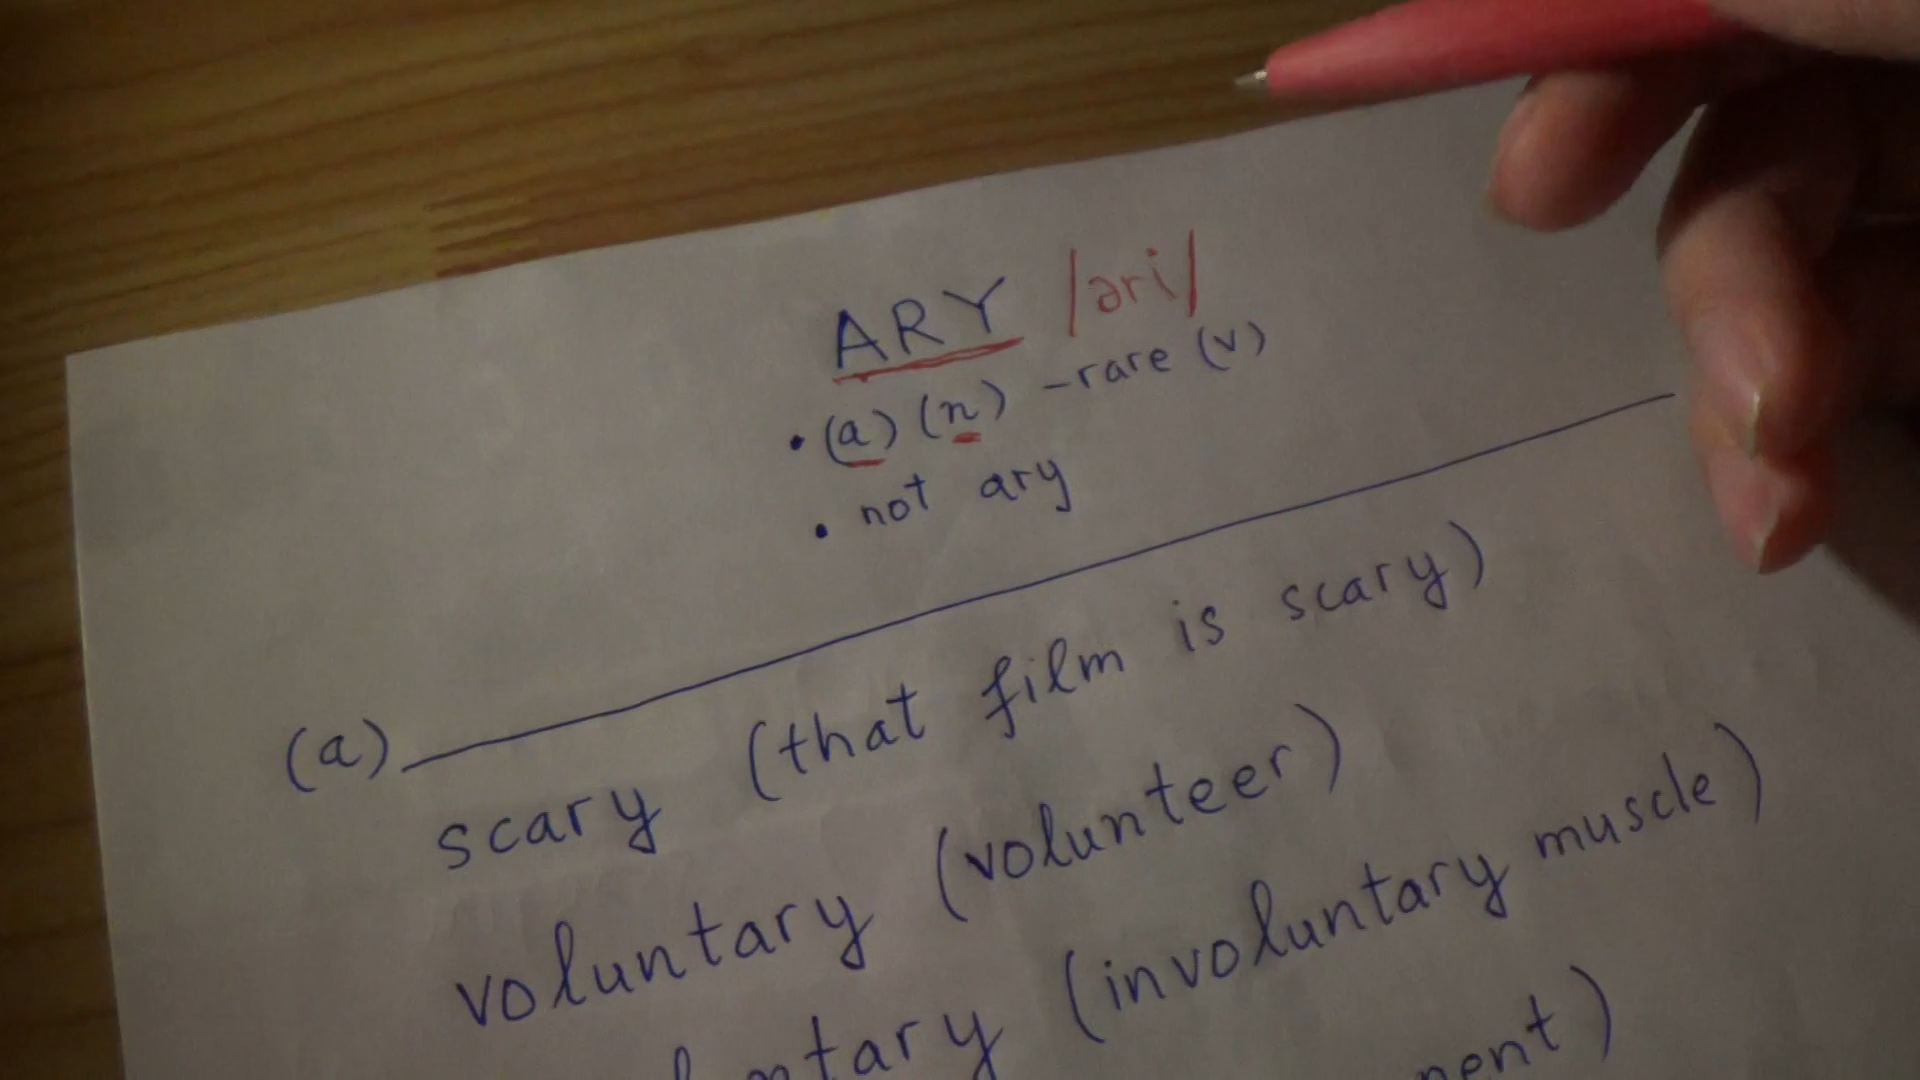 ARY /əri/
• (a) (n) - rare (v)
• not ary
(a)
scary (that film is scary)
voluntary (volunteer)
(involuntary muscle)